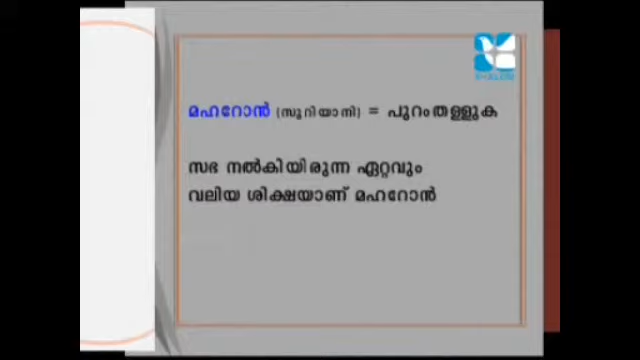 മഹറോൻ (സുറിയാനി) = പുറംതള്ളുക
സഭ നൽകിയിരുന്ന ഏറ്റവും
വലിയ ശിക്ഷയാണ് മഹറോൻ